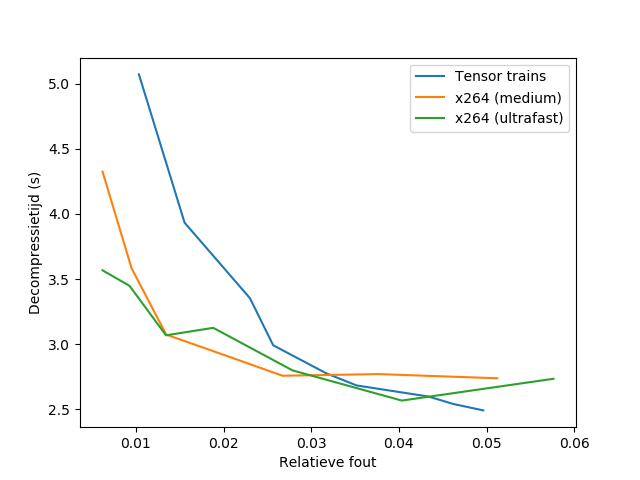 Tensor trains
x264 (medium)
x264 (ultrafast)
5.0
4.5
4.0
3.5
3.0
2.5
Decompressietijd (s)
0.01
0.02
0.03
0.04
0.05
0.06
Relatieve fout